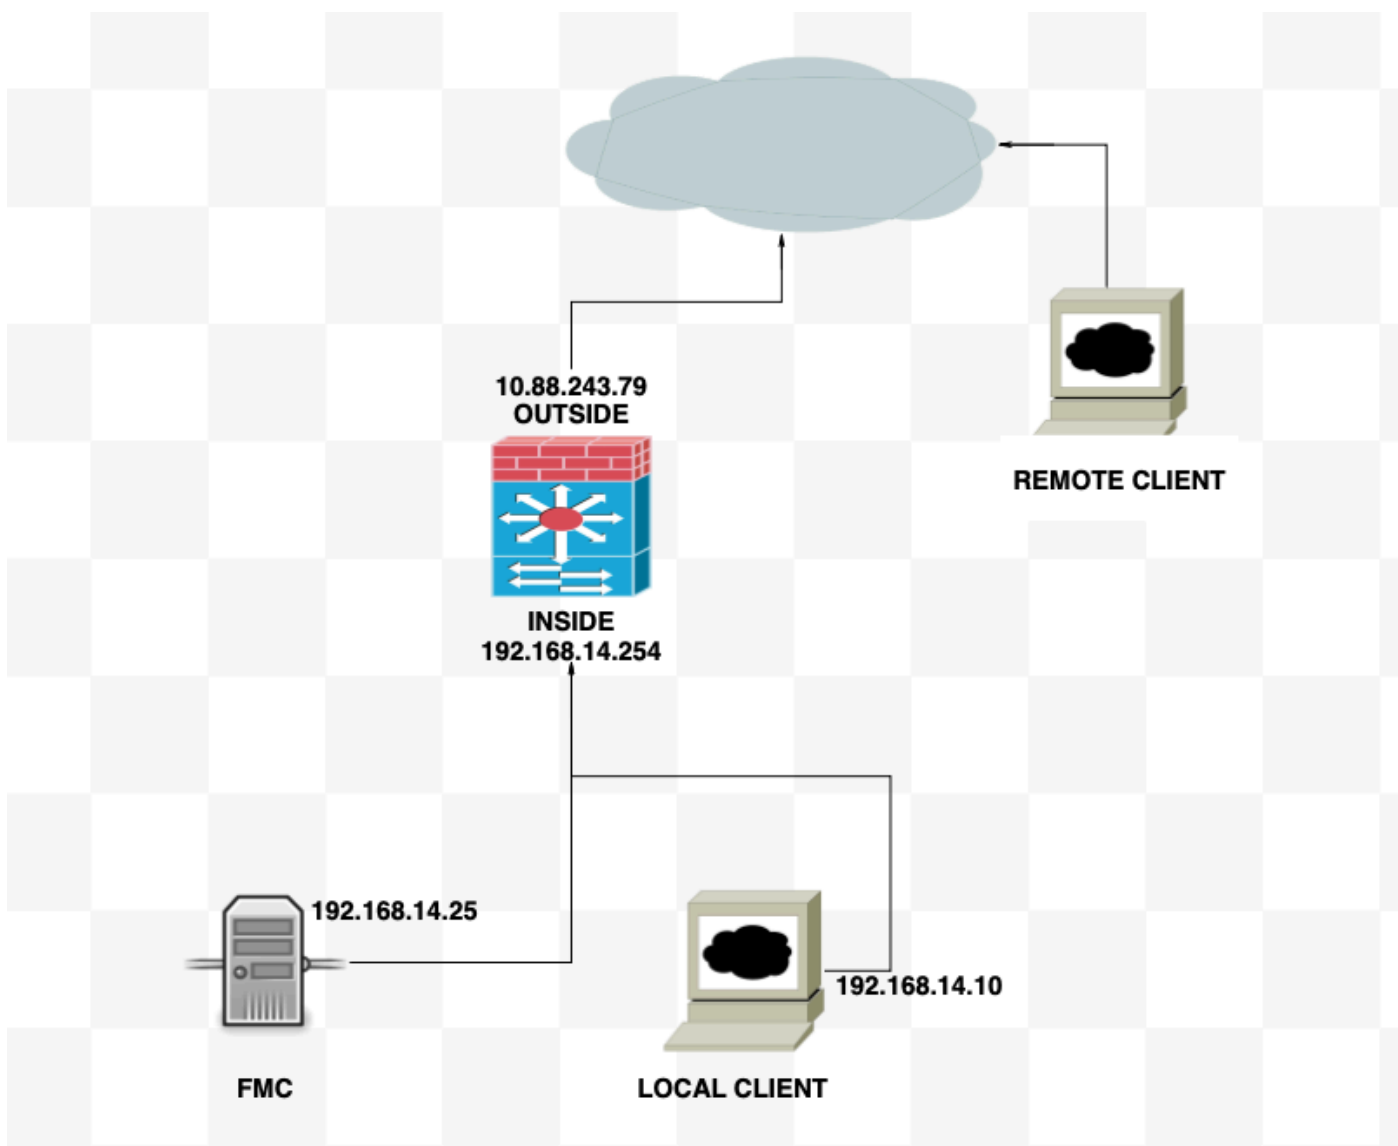 10.88.243.79
OUTSIDE
REMOTE CLIENT
INSIDE
192.168.14.254
192.168.14.25
192.168.14.10
FMC
LOCAL CLIENT